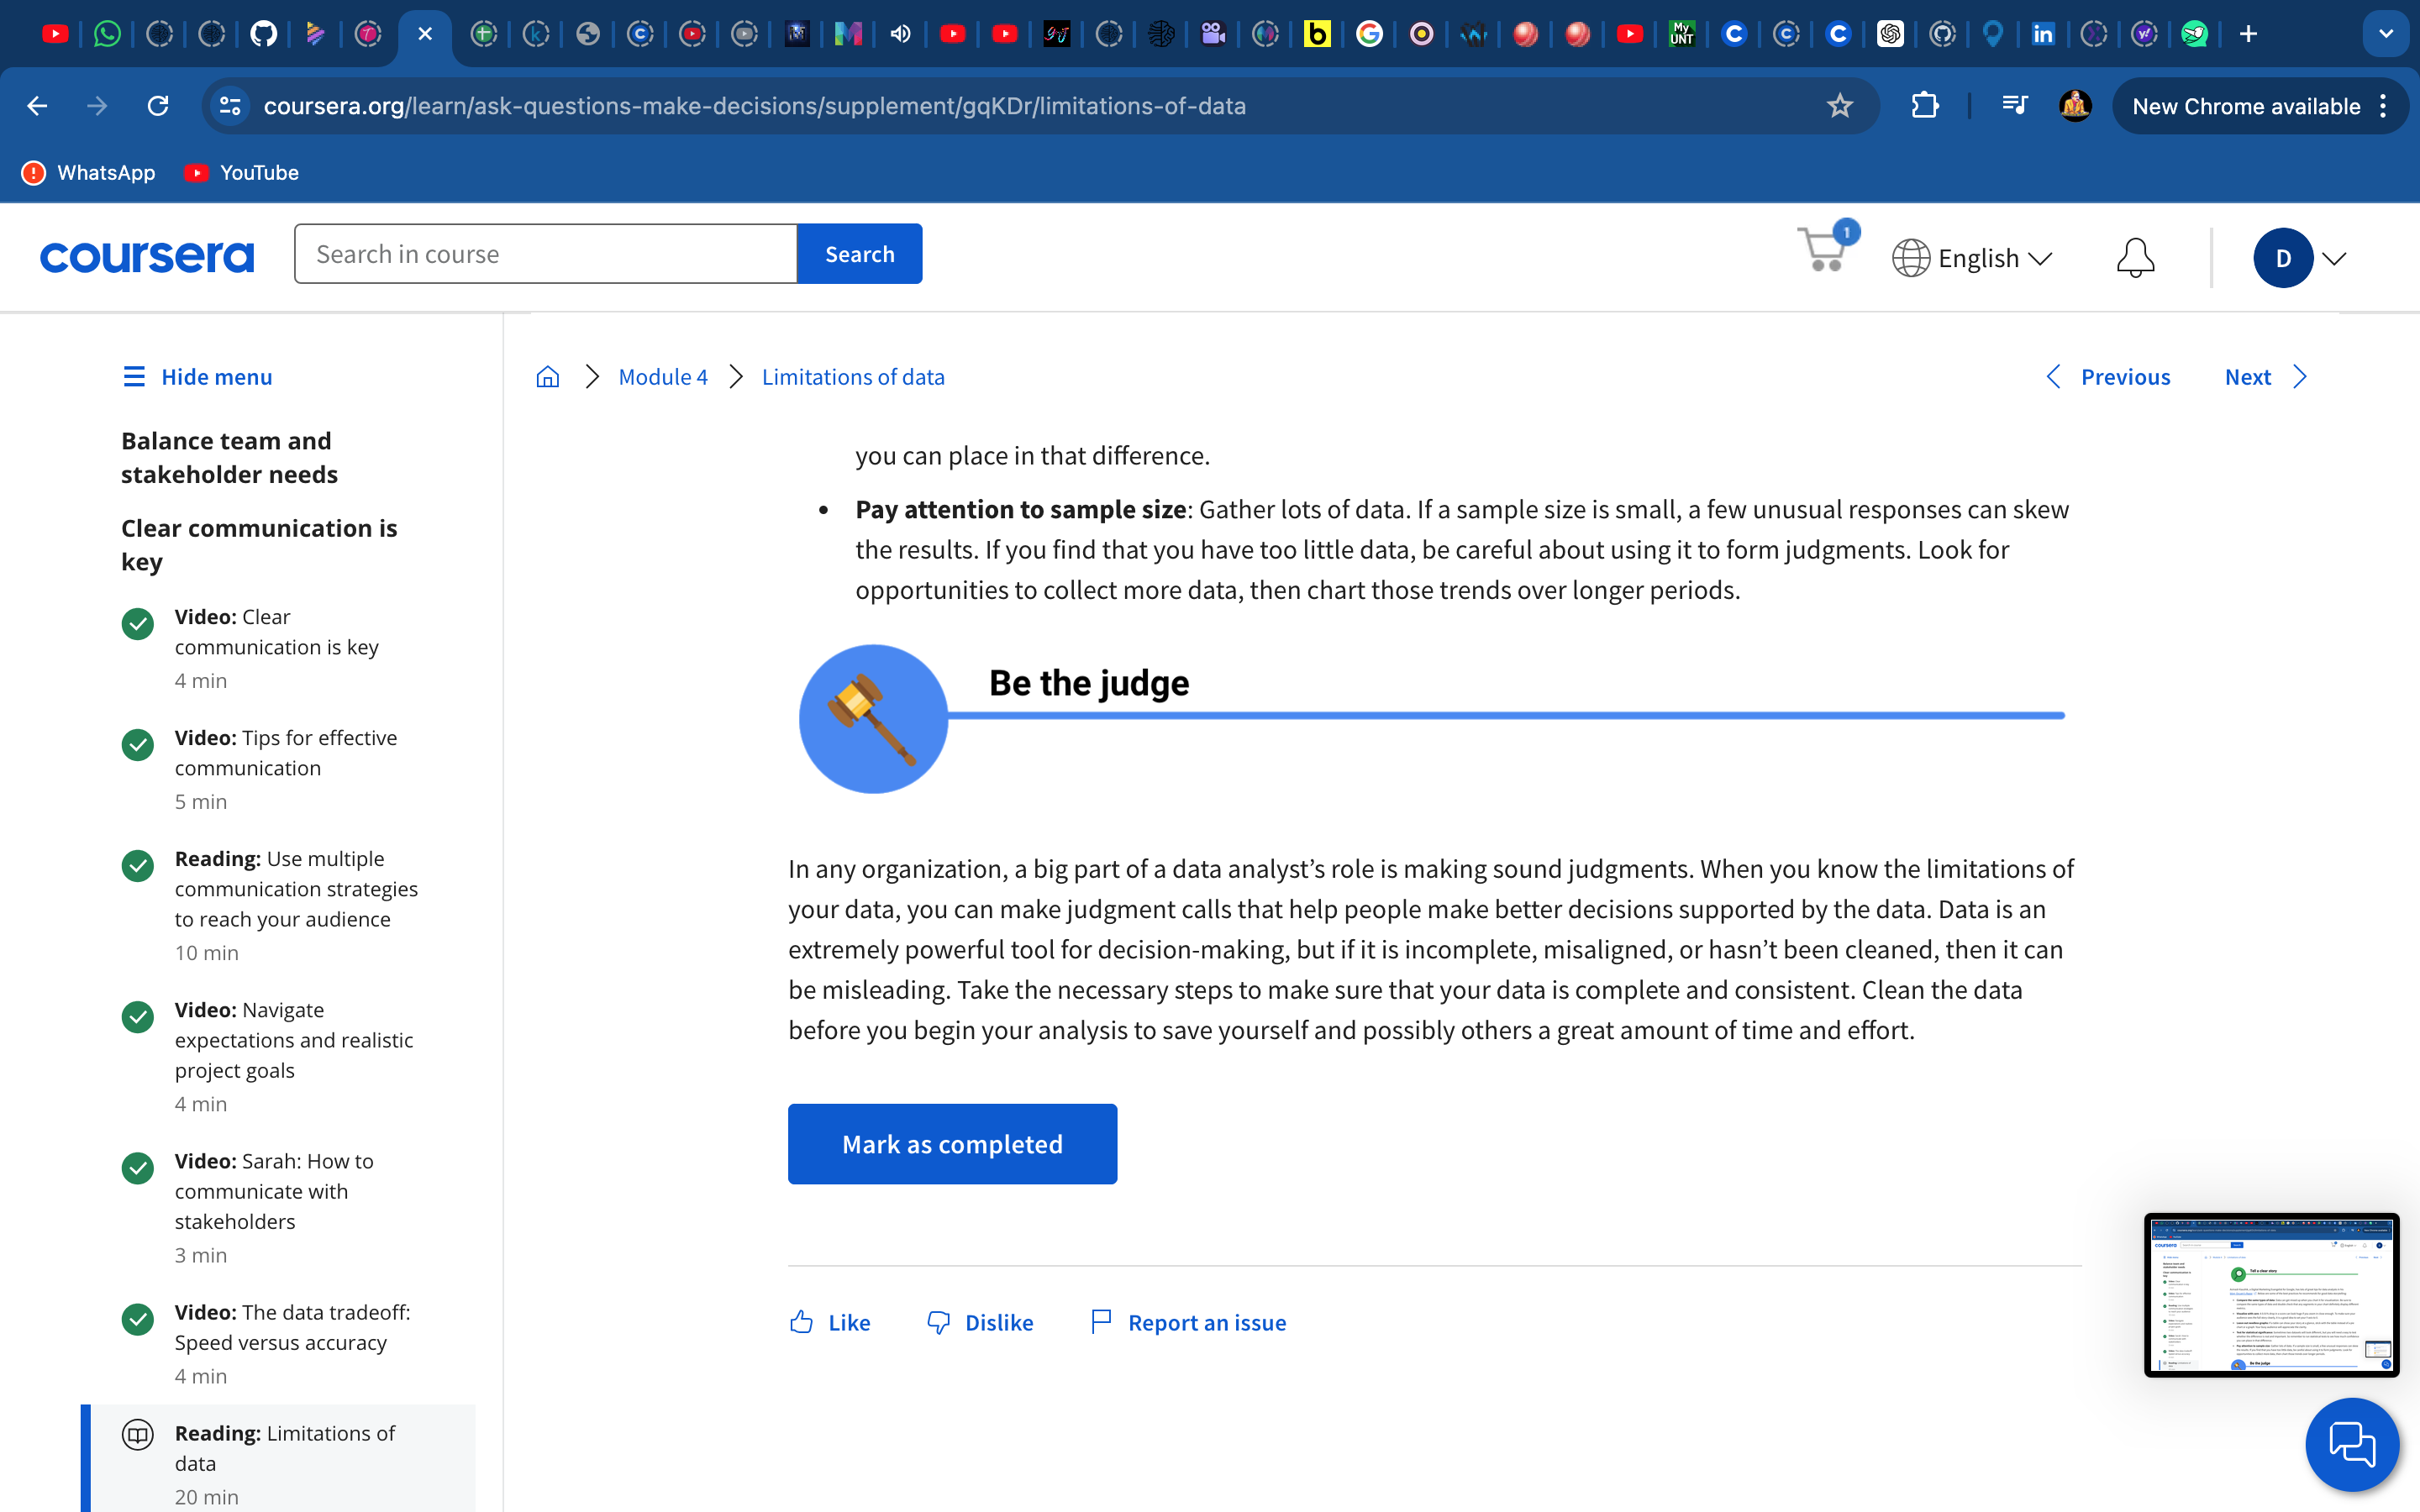 My
UNT
coursera.org/learn/ask-questions-make-decisions/supplement/gqKDr/limitations-of-data
New Chrome available
WhatsApp
YouTube
coursera
Search in course
Search
1
English
D
Hide menu
Module 4
Limitations of data
Previous
Next
Balance team and
stakeholder needs
Clear communication is
key
Video: Clear
communication is key
4 min
Video: Tips for effective
communication
5 min
Reading: Use multiple
communication strategies
to reach your audience
10 min
Video: Navigate
expectations and realistic
project goals
4 min
Video: Sarah: How to
communicate with
stakeholders
3 min
Video: The data tradeoff:
Speed versus accuracy
4 min
Reading: Limitations of
data
20 min
you can place in that difference.
• Pay attention to sample size: Gather lots of data. If a sample size is small, a few unusual responses can skew
the results. If you find that you have too little data, be careful about using it to form judgments. Look for
opportunities to collect more data, then chart those trends over longer periods.
Be the judge
In any organization, a big part of a data analyst’s role is making sound judgments. When you know the limitations of
your data, you can make judgment calls that help people make better decisions supported by the data. Data is an
extremely powerful tool for decision-making, but if it is incomplete, misaligned, or hasn’t been cleaned, then it can
be misleading. Take the necessary steps to make sure that your data is complete and consistent. Clean the data
before you begin your analysis to save yourself and possibly others a great amount of time and effort.
Mark as completed
Like
Dislike
Report an issue